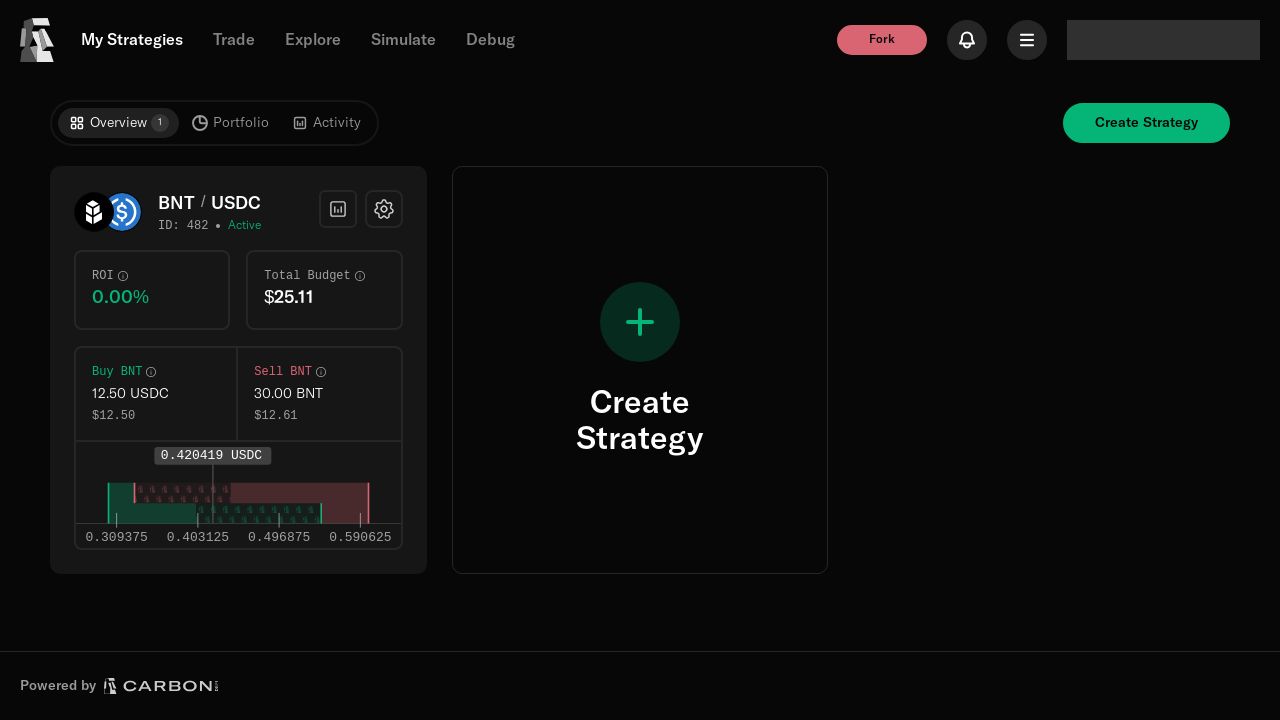 My Strategies
Trade
Explore
Simulate
Debug
Fork
Overview 1
Portfolio
Activity
Create Strategy
BNT / USDC
ID: 482 • Active
ROI
0.00%
Total Budget
$25.11
Buy BNT
12.50 USDC
$12.50
Sell BNT
30.00 BNT
$12.61
0.420419 USDC
0.309375 0.403125 0.496875 0.590625
Create
Strategy
Powered by CARBON